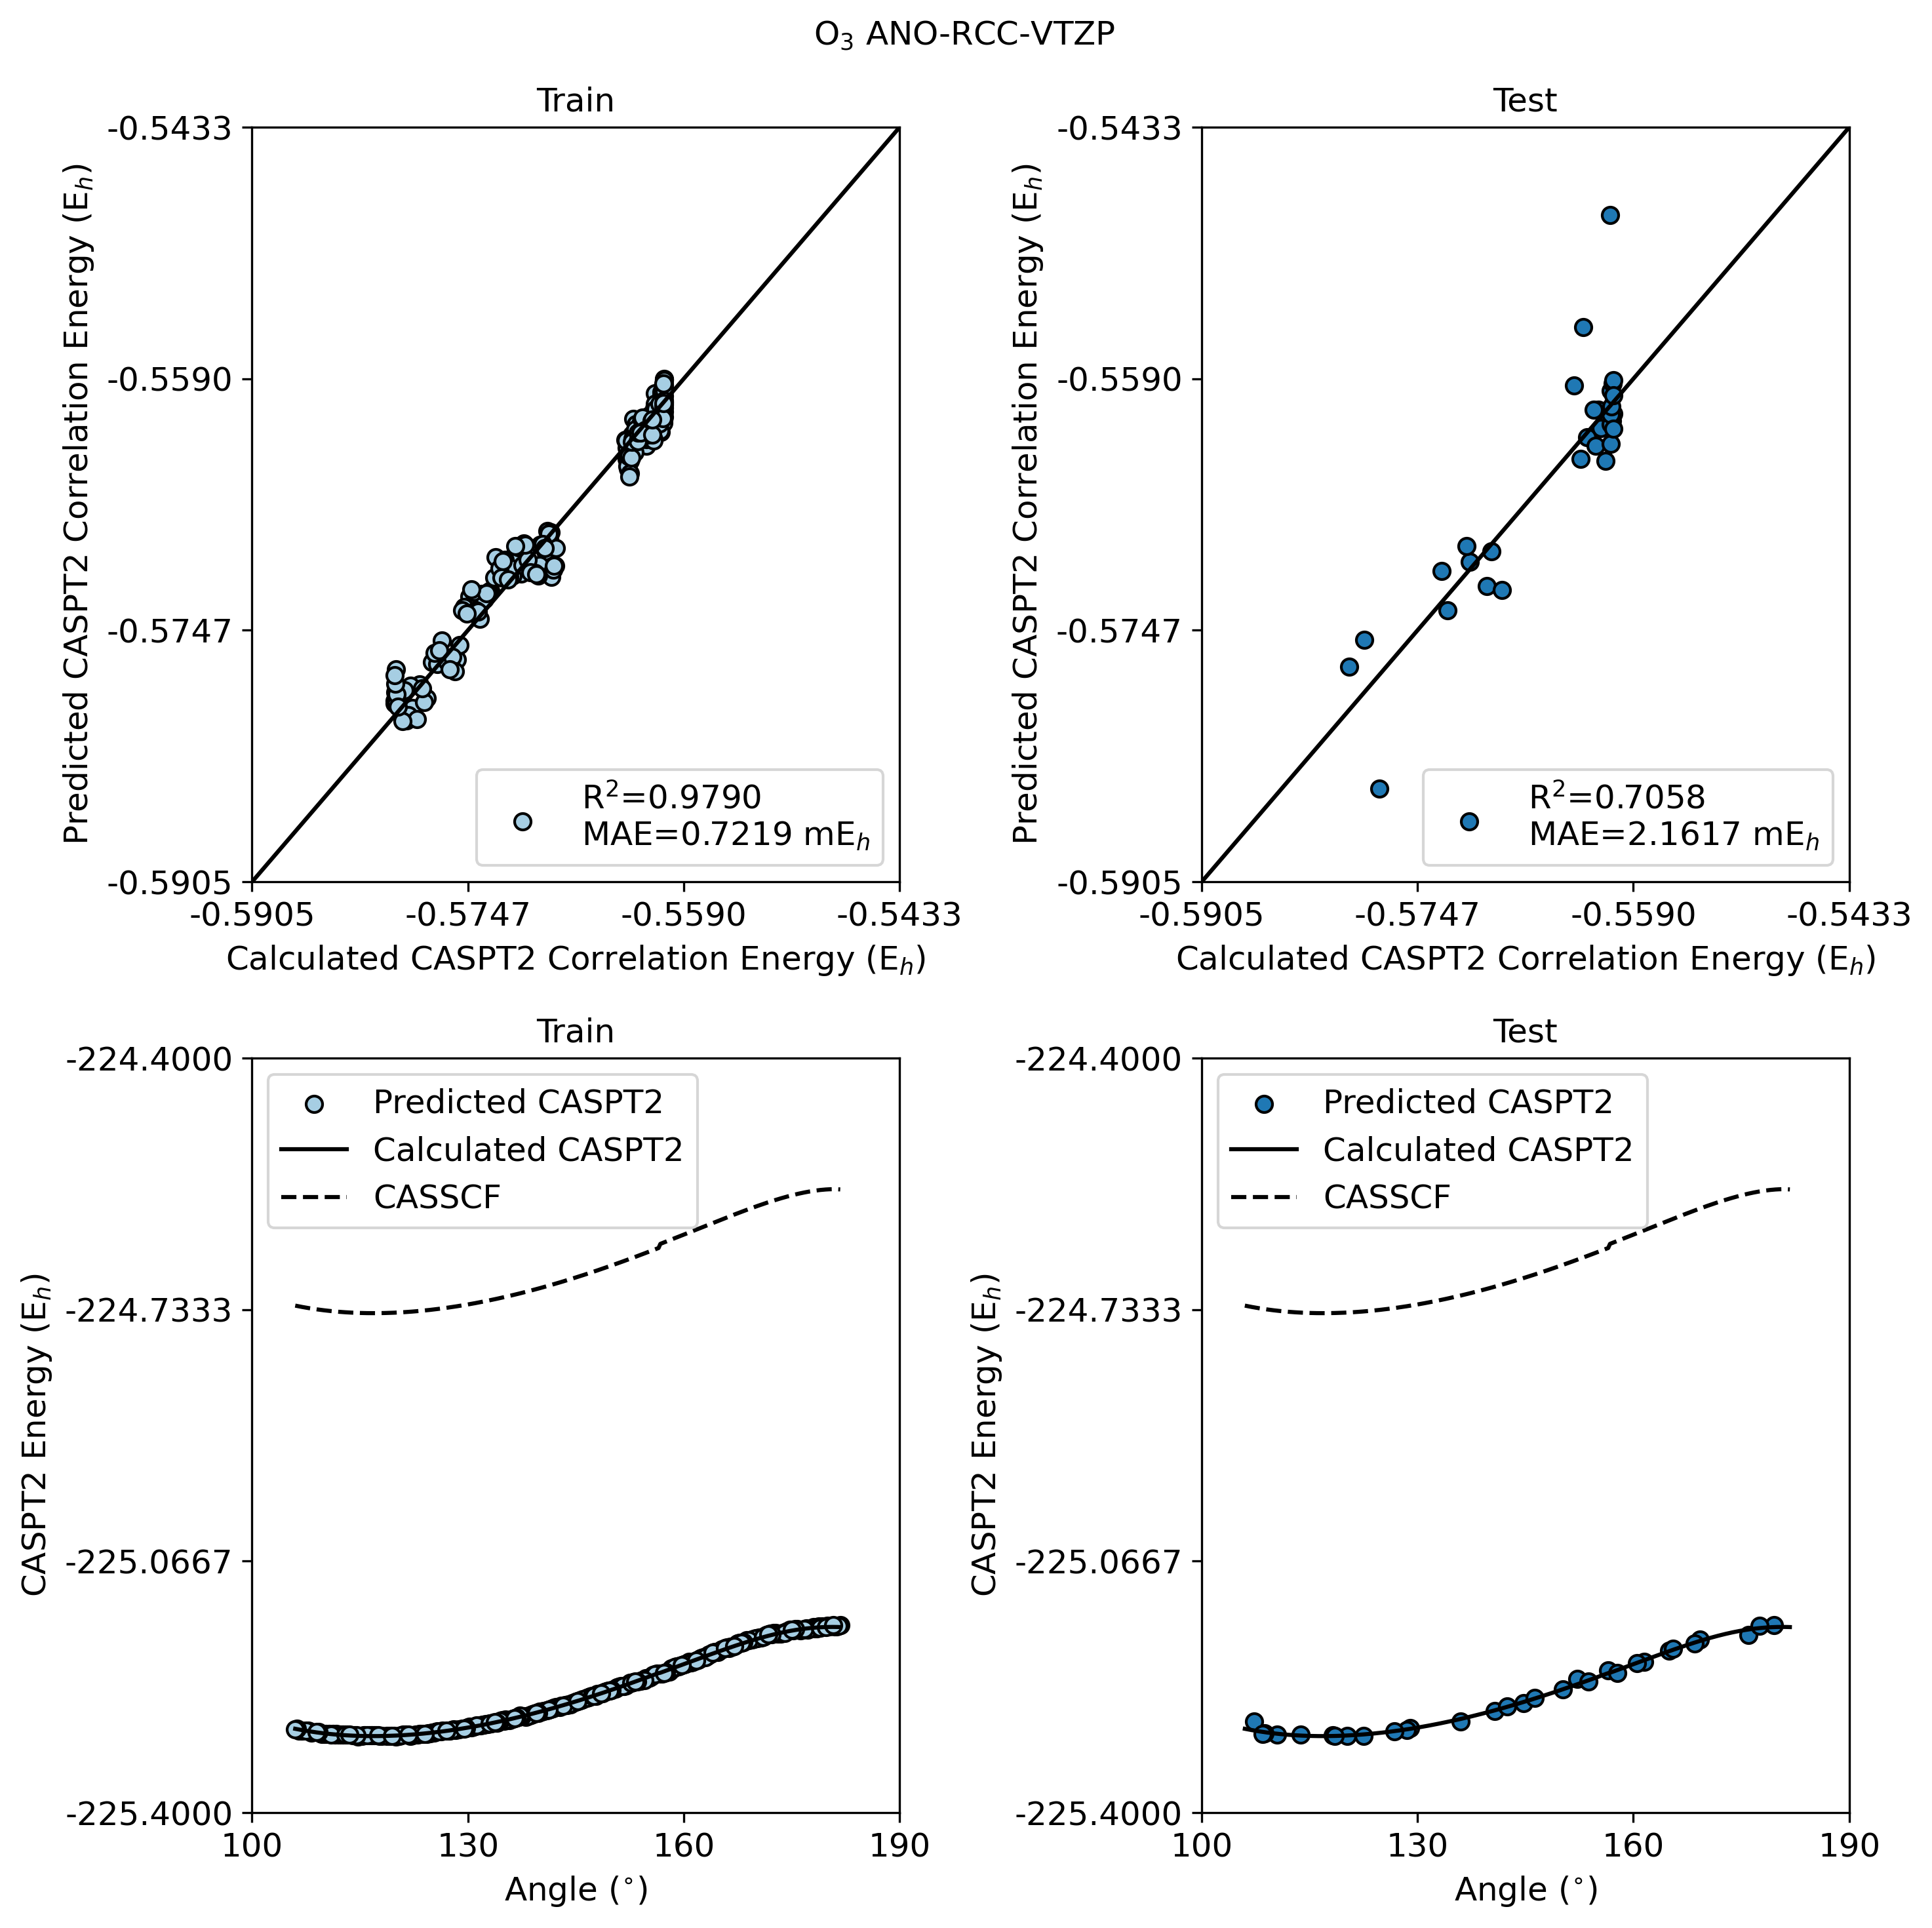 O₃ ANO-RCC-VTZP
Train
Predicted CASPT2 Correlation Energy (Eₕ)
-0.5433
-0.5590
-0.5747
-0.5905
R²=0.9790
MAE=0.7219 mEₕ
-0.5905 -0.5747 -0.5590 -0.5433
Calculated CASPT2 Correlation Energy (Eₕ)
Test
Predicted CASPT2 Correlation Energy (Eₕ)
-0.5433
-0.5590
-0.5747
-0.5905
R²=0.7058
MAE=2.1617 mEₕ
-0.5905 -0.5747 -0.5590 -0.5433
Calculated CASPT2 Correlation Energy (Eₕ)
Train
CASPT2 Energy (Eₕ)
-224.4000
-224.7333
-225.0667
-225.4000
Predicted CASPT2
Calculated CASPT2
CASSCF
100 130 160 190
Angle (°)
Test
CASPT2 Energy (Eₕ)
-224.4000
-224.7333
-225.0667
-225.4000
Predicted CASPT2
Calculated CASPT2
CASSCF
100 130 160 190
Angle (°)